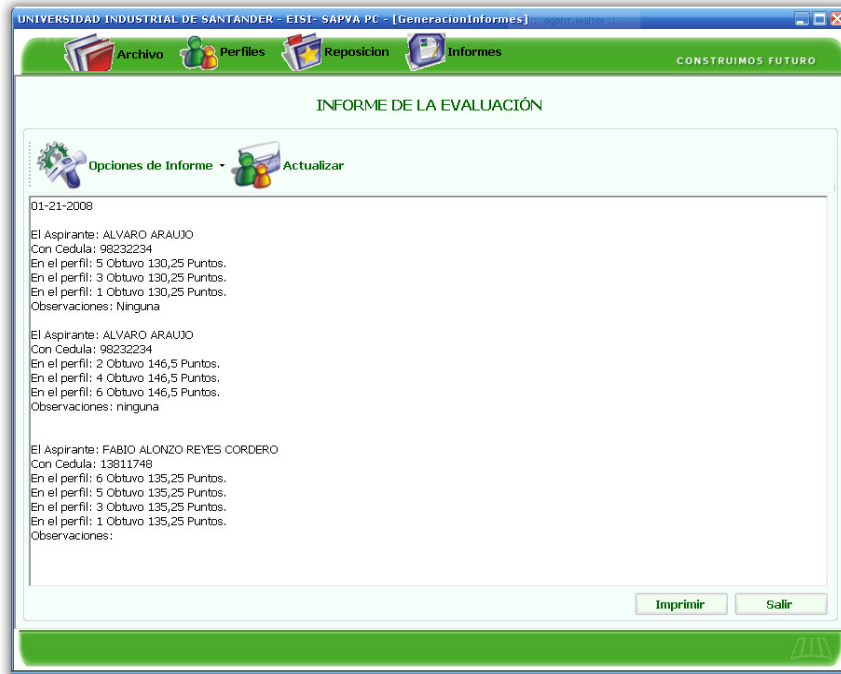 UNIVERSIDAD INDUSTRIAL DE SANTANDER - EISI- SAPVA PC - [GeneracionInformes]
Archivo Perfiles Reposicion Informes
CONSTRUIMOS FUTURO
INFORME DE LA EVALUACIÓN
Opciones de Informe Actualizar
01-21-2008
El Aspirante: ALVARO ARAUJO
Con Cedula: 98232234
En el perfil: 5 Obtuvo 130,25 Puntos.
En el perfil: 3 Obtuvo 130,25 Puntos.
En el perfil: 1 Obtuvo 130,25 Puntos.
Observaciones: Ninguna
El Aspirante: ALVARO ARAUJO
Con Cedula: 98232234
En el perfil: 2 Obtuvo 146,5 Puntos.
En el perfil: 4 Obtuvo 146,5 Puntos.
En el perfil: 6 Obtuvo 146,5 Puntos.
Observaciones: ninguna
El Aspirante: FABIO ALONZO REYES CORDERO
Con Cedula: 13811748
En el perfil: 6 Obtuvo 135,25 Puntos.
En el perfil: 5 Obtuvo 135,25 Puntos.
En el perfil: 3 Obtuvo 135,25 Puntos.
En el perfil: 1 Obtuvo 135,25 Puntos.
Observaciones:
Imprimir Salir